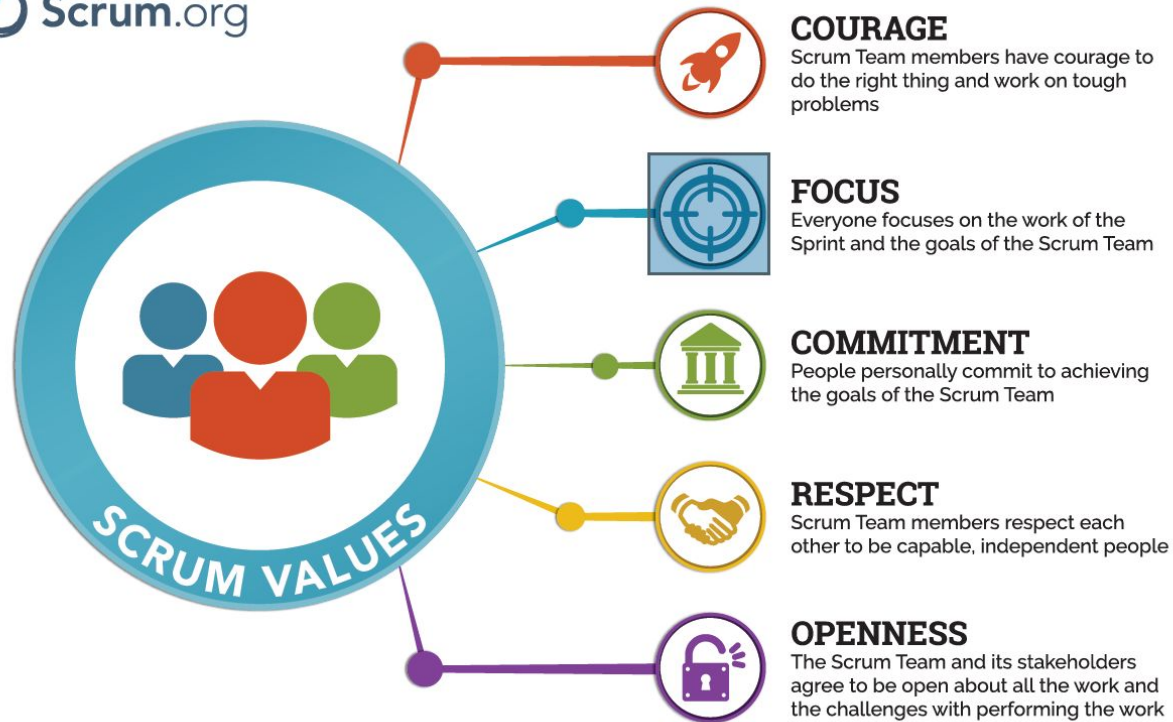 Scrum.org
COURAGE
Scrum Team members have courage to
do the right thing and work on tough
problems
FOCUS
Everyone focuses on the work of the
Sprint and the goals of the Scrum Team
COMMITMENT
People personally commit to achieving
the goals of the Scrum Team
RESPECT
Scrum Team members respect each
other to be capable, independent people
OPENNESS
The Scrum Team and its stakeholders
agree to be open about all the work and
the challenges with performing the work
SCRUM VALUES